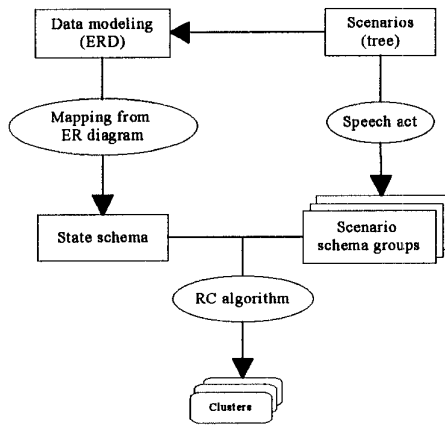 Data modeling
(ERD)
Scenarios
(tree)
Mapping from
ER diagram
Speech act
State schema
Scenario
schema groups
RC algorithm
Clusters